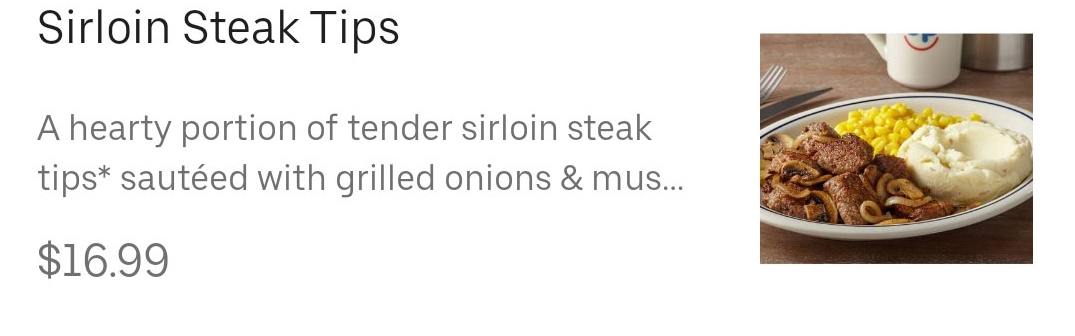 Sirloin Steak Tips
A hearty portion of tender sirloin steak
tips* sautéed with grilled onions & mus...
$16.99